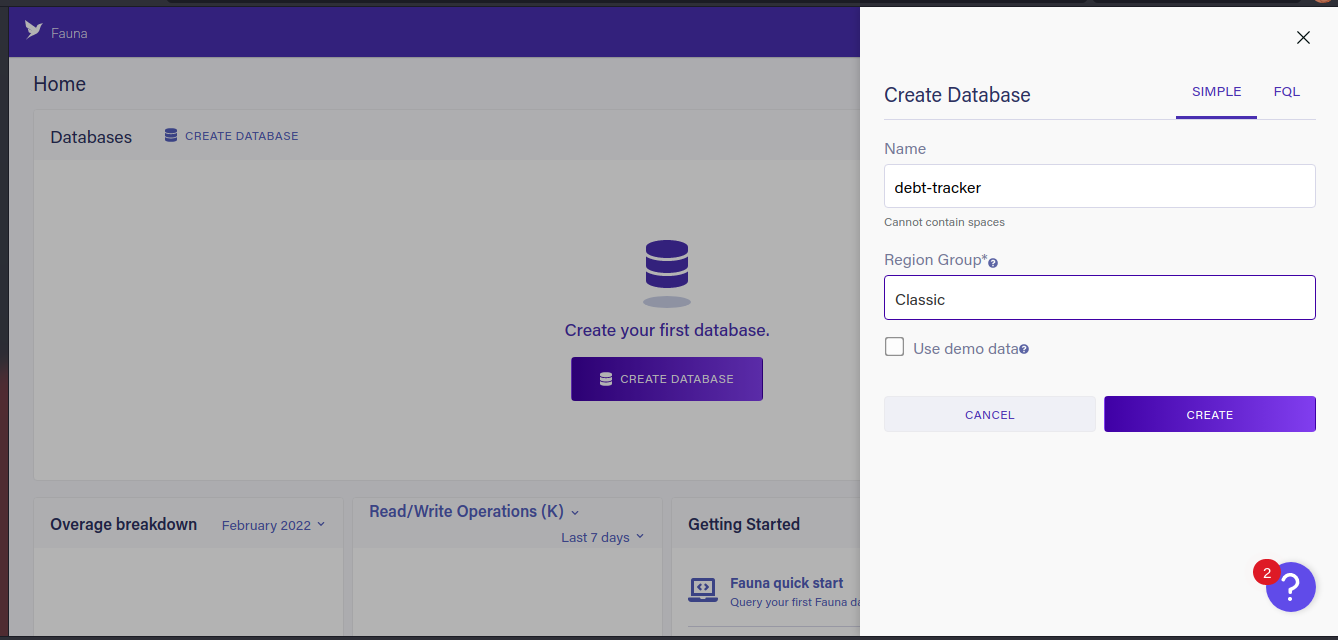 Fauna
Home
Databases
CREATE DATABASE
Create your first database.
CREATE DATABASE
Overage breakdown
February 2022
Read/Write Operations (K)
Last 7 days
Getting Started
Fauna quick start
Query your first Fauna
Create Database
SIMPLE
FQL
Name
debt-tracker
Cannot contain spaces
Region Group*
Classic
Use demo data
CANCEL
CREATE
2